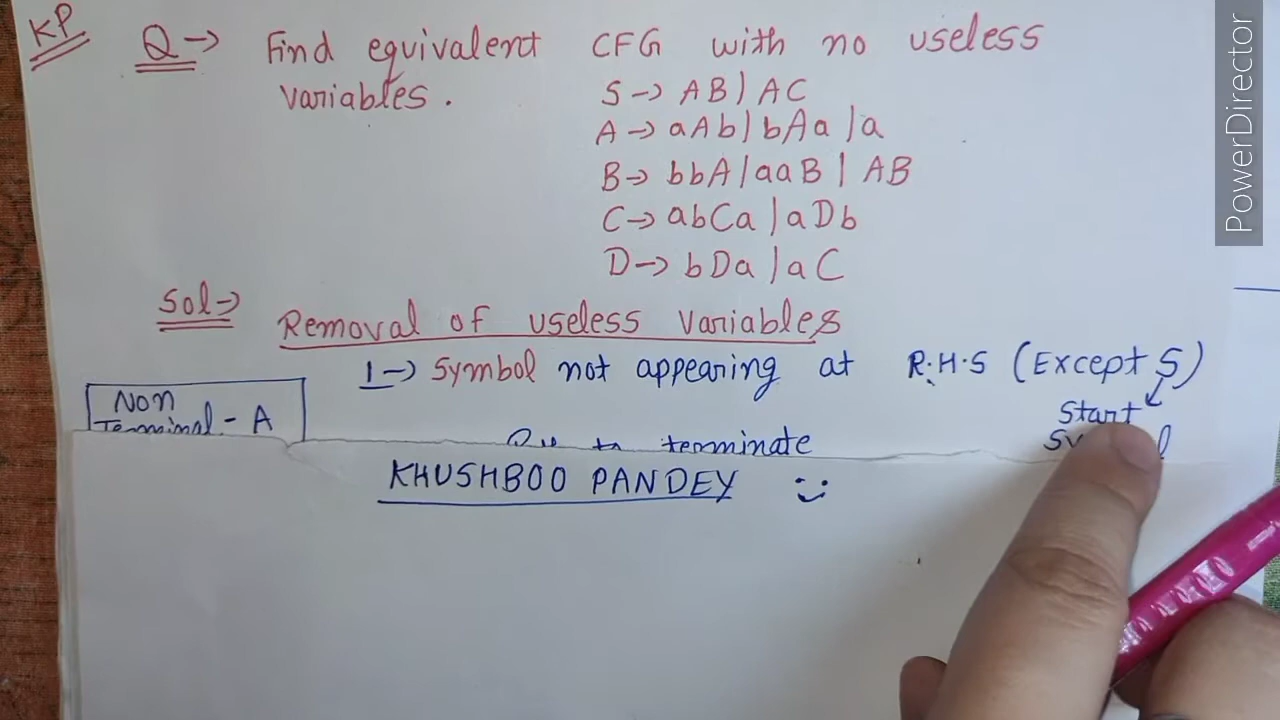 KP
Q→ Find equivalent CFG with no useless
variables.
S→ AB|AC
A→ aAb|bAa|a
B→ bbA|aaB|AB
C→ abCa|aDb
D→ bDa|aC
Sol→ Removal of useless variables
1→ Symbol not appearing at R.H.S (Except S)
Start
Non
Terminal - A
terminate
KHUSHBOO PANDEY
PowerDirector